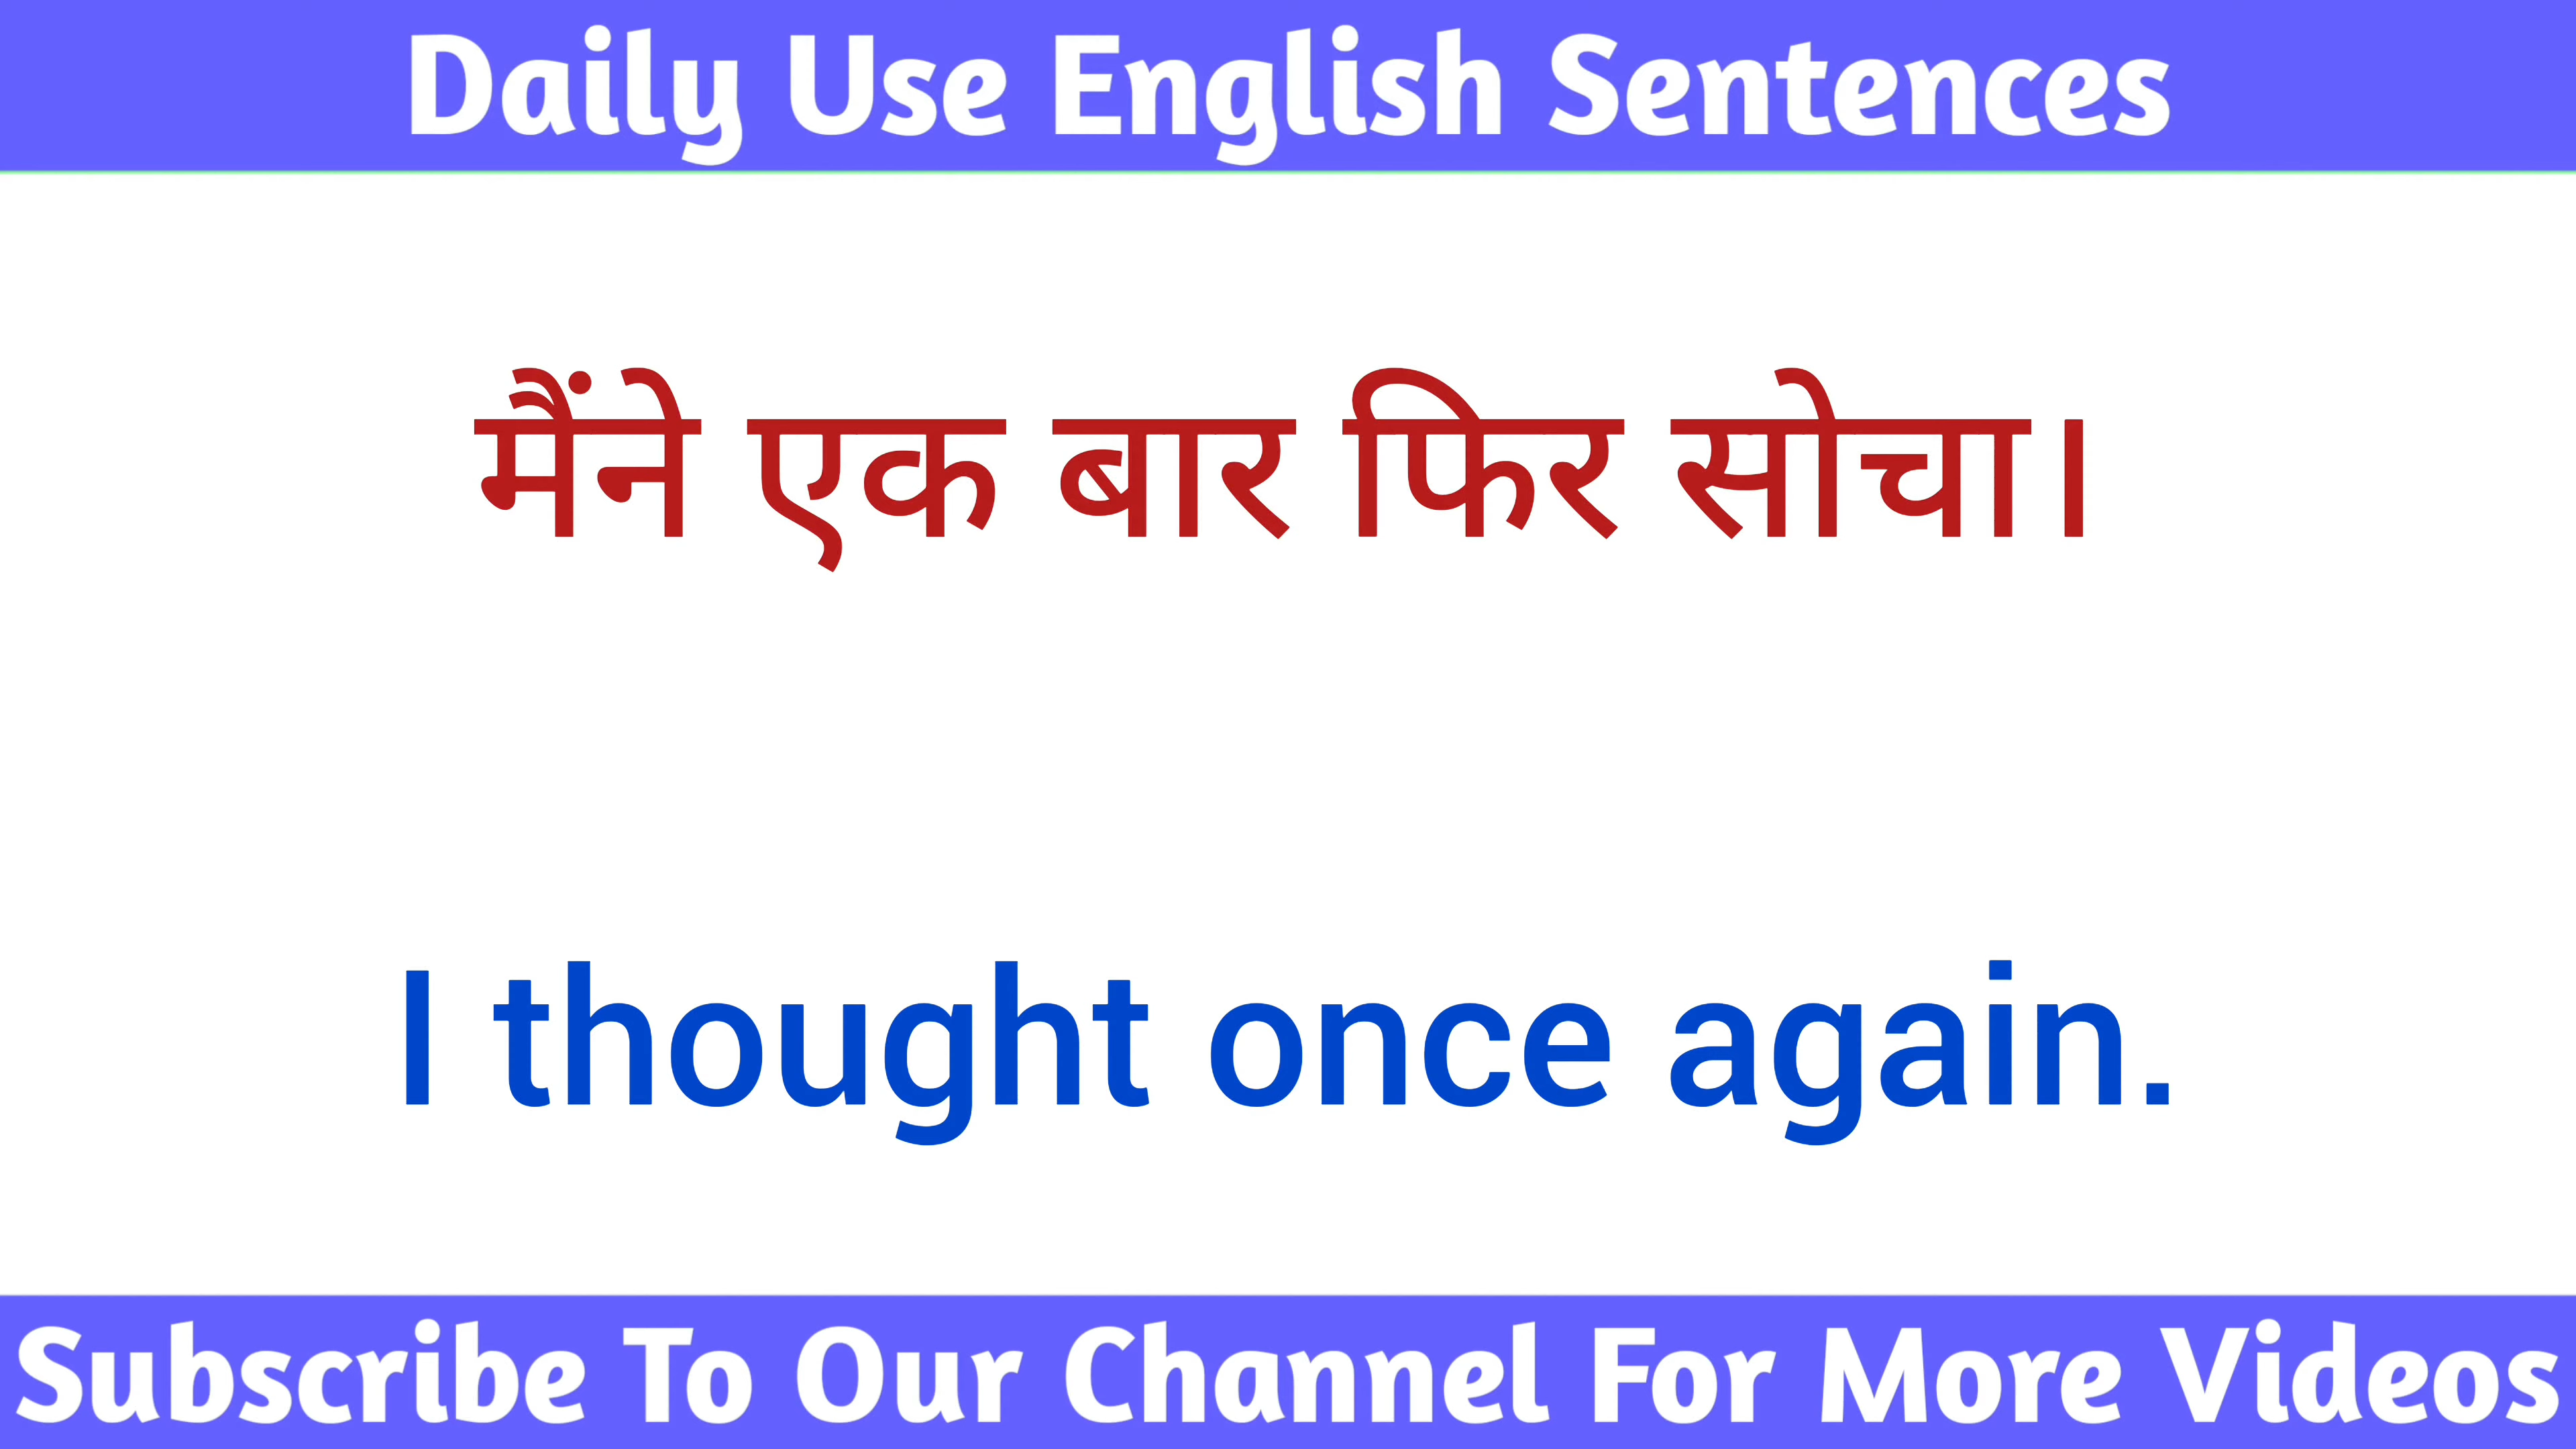 Daily Use English Sentences
मैंने एक बार फिर सोचा।
I thought once again.
Subscribe To Our Channel For More Videos